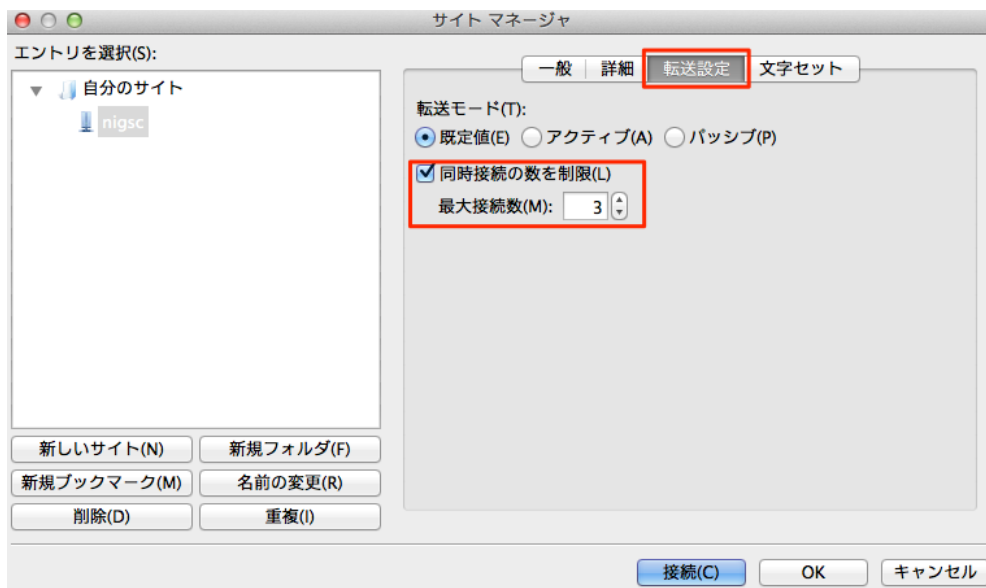 サイト マネージャ
エントリを選択(S):
自分のサイト
nigsc
新しいサイト(N) 新規フォルダ(F)
新規ブックマーク(M) 名前の変更(R)
削除(D) 重複(I)
一般 詳細 転送設定 文字セット
転送モード(T):
既定値(E) アクティブ(A) パッシブ(P)
同時接続の数を制限(L)
最大接続数(M): 3
接続(C) OK キャンセル